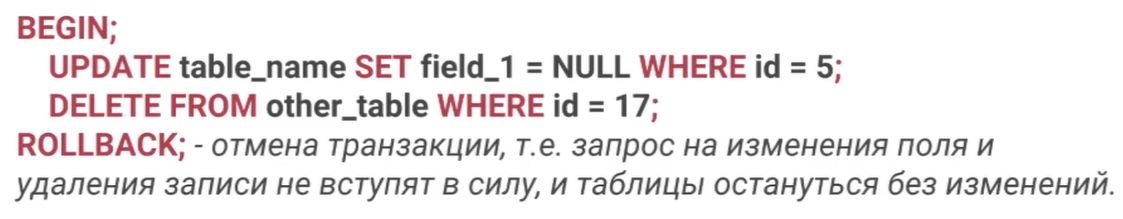 BEGIN;
UPDATE table_name SET field_1 = NULL WHERE id = 5;
DELETE FROM other_table WHERE id = 17;
ROLLBACK; - отмена транзакции, т.е. запрос на изменения поля и
удаления записи не вступят в силу, и таблицы остануться без изменений.